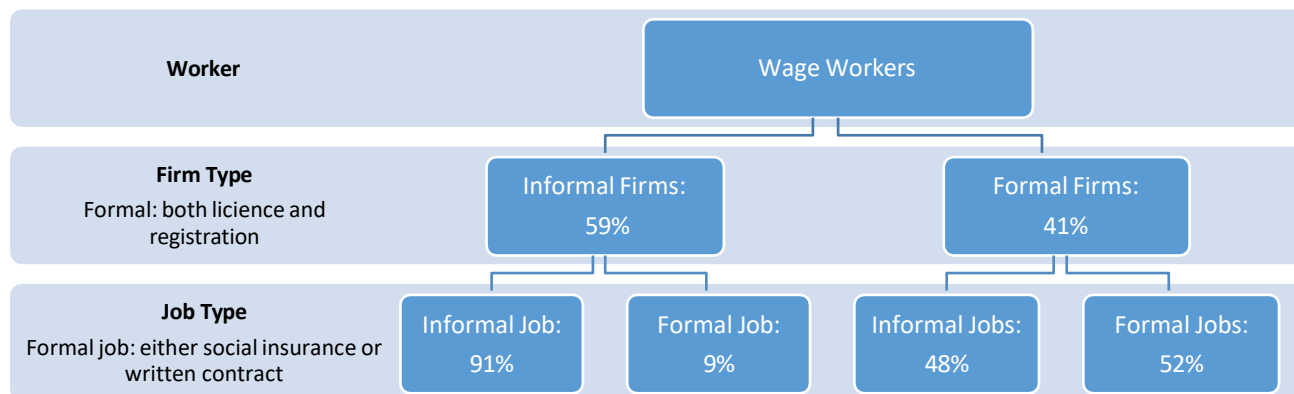 Worker
Wage Workers
Firm Type
Formal: both licience and
registration
Informal Firms:
59%
Formal Firms:
41%
Job Type
Formal job: either social insurance or
written contract
Informal Job:
91%
Formal Job:
9%
Informal Jobs:
48%
Formal Jobs:
52%